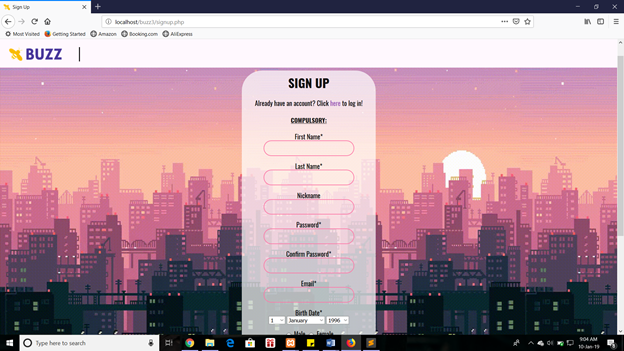 Sign Up
localhost/buzz3/signup.php
Most Visited
Getting Started
Amazon
Booking.com
AliExpress
BUZZ
SIGN UP
Already have an account? Click here to log in!
COMPULSORY:
First Name*
Last Name*
Nickname
Password*
Confirm Password*
Email*
Birth Date*
1 January 1996
Male Female
Type here to search
9:04 AM
10-Jan-19